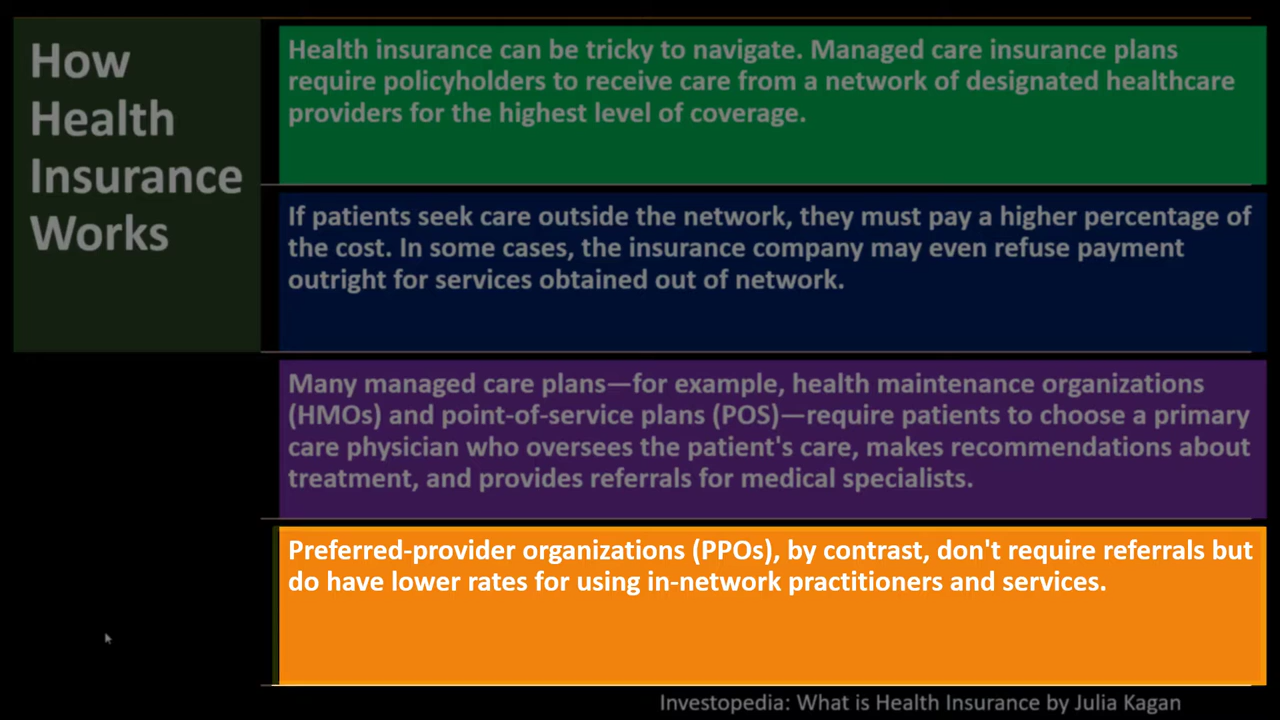 How
Health
Insurance
Works
Health insurance can be tricky to navigate. Managed care insurance plans
require policyholders to receive care from a network of designated healthcare
providers for the highest level of coverage.
If patients seek care outside the network, they must pay a higher percentage of
the cost. In some cases, the insurance company may even refuse payment
outright for services obtained out of network.
Many managed care plans—for example, health maintenance organizations
(HMOs) and point-of-service plans (POS)—require patients to choose a primary
care physician who oversees the patient's care, makes recommendations about
treatment, and provides referrals for medical specialists.
Preferred-provider organizations (PPOs), by contrast, don't require referrals but
do have lower rates for using in-network practitioners and services.
Investopedia: What is Health Insurance by Julia Kagan